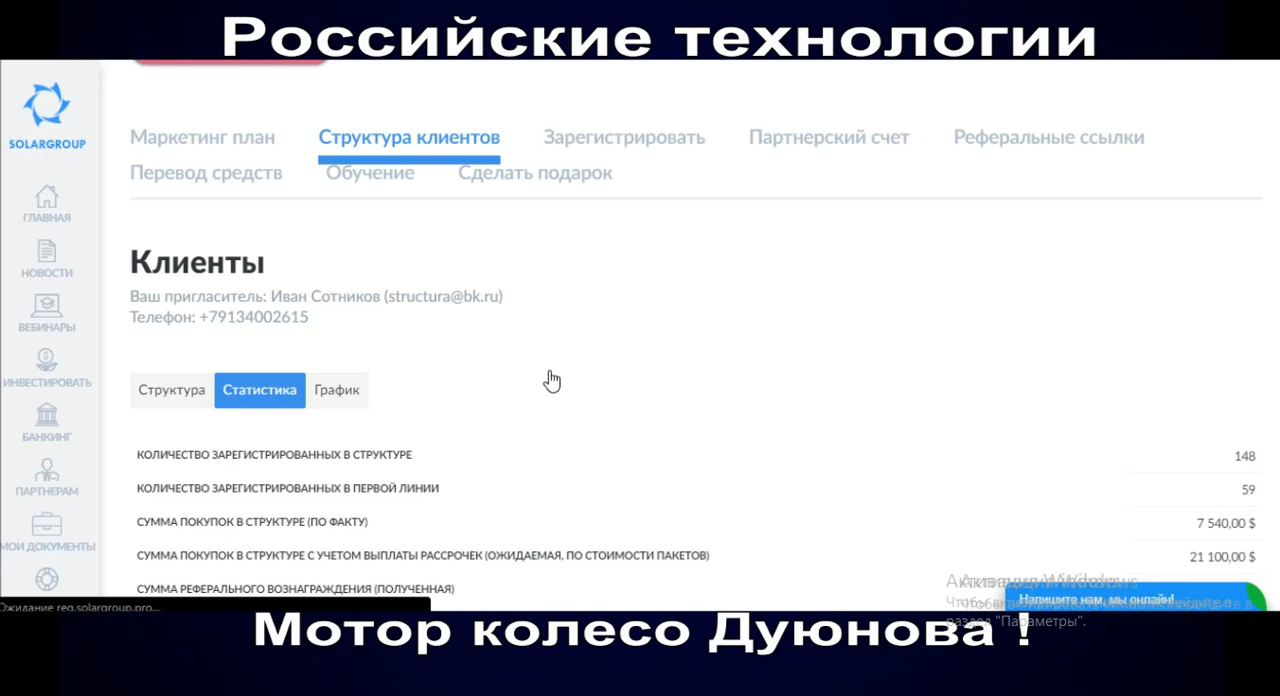 Российские технологии
SOLARGROUP
ГЛАВНАЯ
НОВОСТИ
ВЕБИНАРЫ
ИНВЕСТИРОВАТЬ
БАНКИНГ
ПАРТНЕРАМ
МОИ ДОКУМЕНТЫ
Маркетинг план Структура клиентов Зарегистрировать Партнерский счет Реферальные ссылки
Перевод средств Обучение Сделать подарок
Клиенты
Ваш пригласитель: Иван Сотников (structura@bk.ru)
Телефон: +79134002615
Структура Статистика График
КОЛИЧЕСТВО ЗАРЕГИСТРИРОВАННЫХ В СТРУКТУРЕ 148
КОЛИЧЕСТВО ЗАРЕГИСТРИРОВАННЫХ В ПЕРВОЙ ЛИНИИ 59
СУММА ПОКУПОК В СТРУКТУРЕ (ПО ФАКТУ) 7 540,00 $
СУММА ПОКУПОК В СТРУКТУРЕ С УЧЕТОМ ВЫПЛАТЫ РАССРОЧЕК (ОЖИДАЕМАЯ, ПО СТОИМОСТИ ПАКЕТОВ) 21 100,00 $
СУММА РЕФЕРАЛЬНОГО ВОЗНАГРАЖДЕНИЯ (ПОЛУЧЕННАЯ)
Напишите нам, мы онлайн!
раздел "Параметры".
Ожидание reg.solargroup.pro...
Мотор колесо Дуюнова !